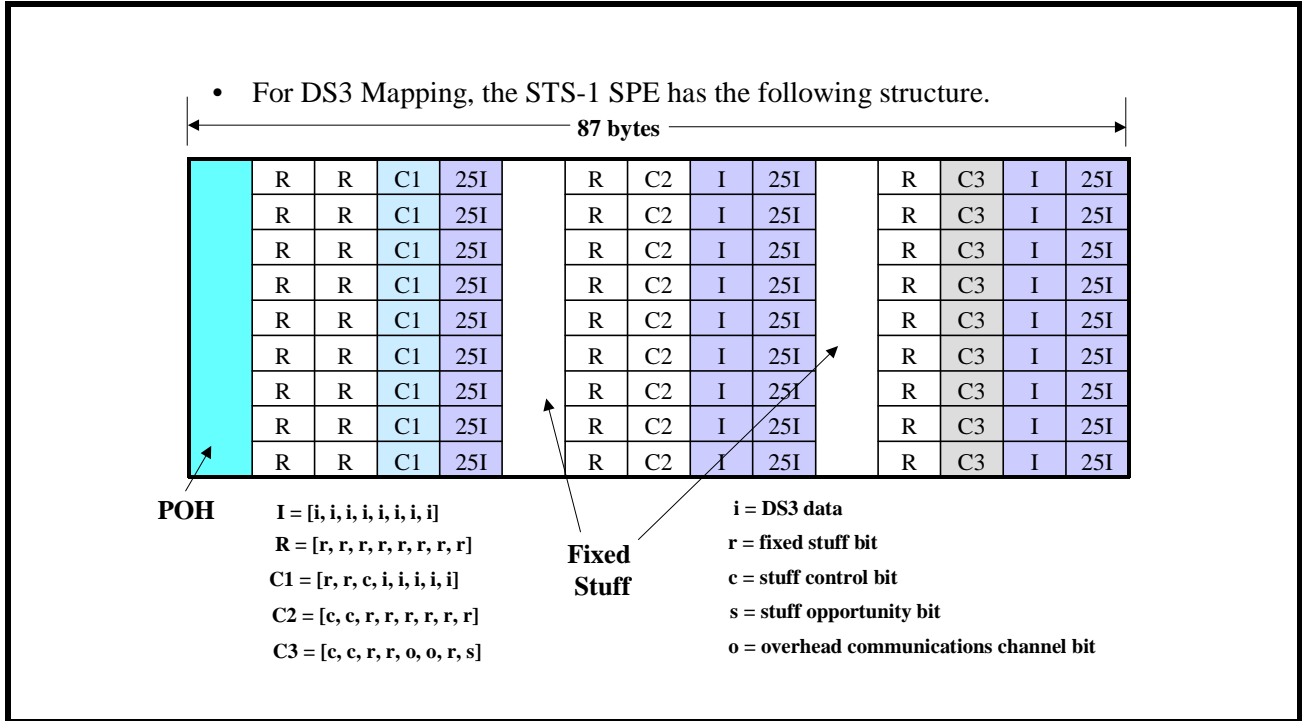 • For DS3 Mapping, the STS-1 SPE has the following structure.
87 bytes
R R C1 25I R C2 I 25I R C3 I 25I
R R C1 25I R C2 I 25I R C3 I 25I
R R C1 25I R C2 I 25I R C3 I 25I
R R C1 25I R C2 I 25I R C3 I 25I
R R C1 25I R C2 I 25I R C3 I 25I
R R C1 25I R C2 I 25I R C3 I 25I
R R C1 25I R C2 I 25I R C3 I 25I
R R C1 25I R C2 I 25I R C3 I 25I
R R C1 25I R C2 I 25I R C3 I 25I
POH
I = [i, i, i, i, i, i, i, i]
R = [r, r, r, r, r, r, r, r]
C1 = [r, r, c, i, i, i, i, i]
C2 = [c, c, r, r, r, r, r, r]
C3 = [c, c, r, r, o, o, r, s]
Fixed
Stuff
i = DS3 data
r = fixed stuff bit
c = stuff control bit
s = stuff opportunity bit
o = overhead communications channel bit